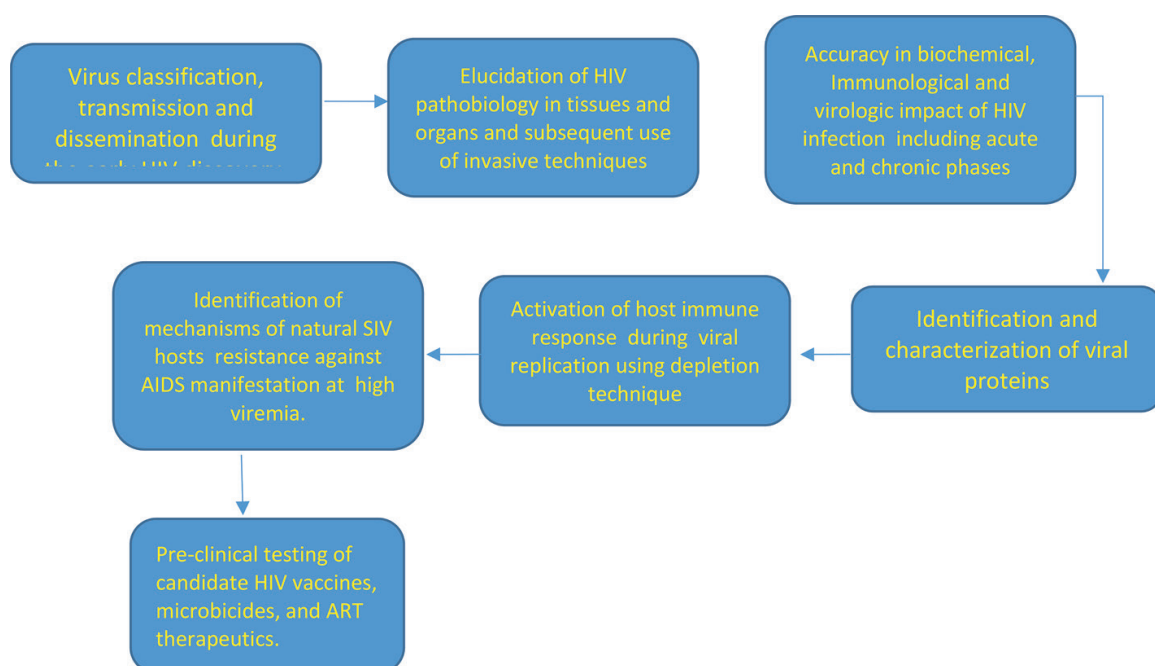 Virus classification,
transmission and
dissemination during
Elucidation of HIV
pathobiology in tissues and
organs and subsequent use
of invasive techniques
Accuracy in biochemical,
Immunological and
virologic impact of HIV
infection including acute
and chronic phases
Identification and
characterization of viral
proteins
Activation of host immune
response during viral
replication using depletion
technique
Identification of
mechanisms of natural SIV
hosts resistance against
AIDS manifestation at high
viremia.
Pre-clinical testing of
candidate HIV vaccines,
microbicides, and ART
therapeutics.